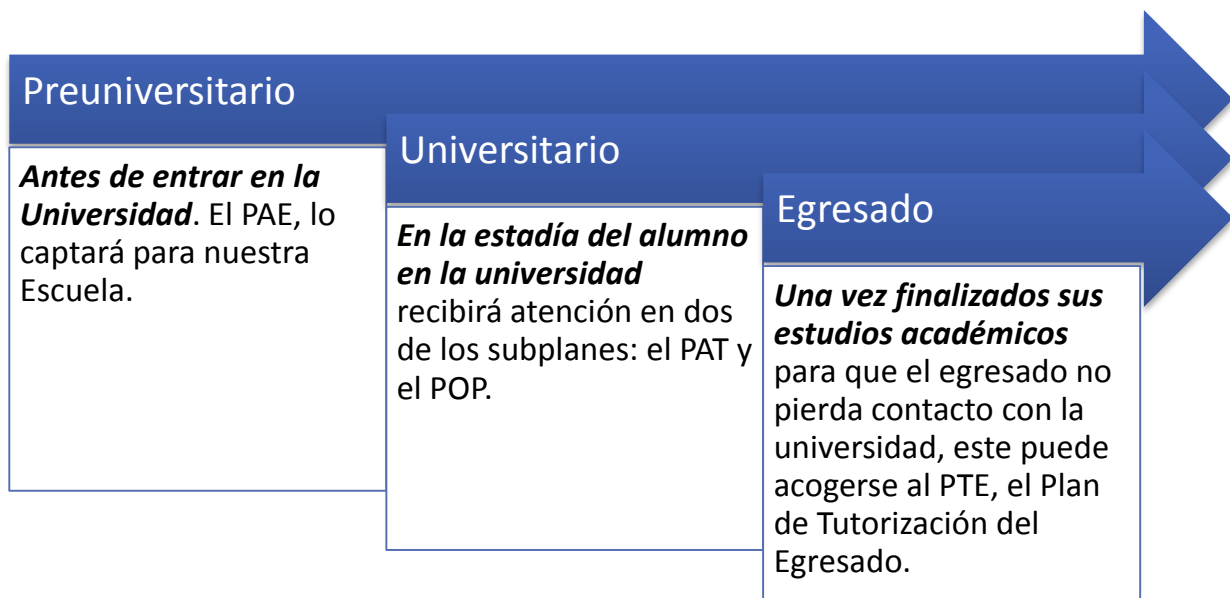 Preuniversitario
Antes de entrar en la
Universidad. El PAE, lo
captará para nuestra
Escuela.
Universitario
En la estadía del alumno
en la universidad
recibirá atención en dos
de los subplanes: el PAT y
el POP.
Egresado
Una vez finalizados sus
estudios académicos
para que el egresado no
pierda contacto con la
universidad, este puede
acogerse al PTE, el Plan
de Tutorización del
Egresado.